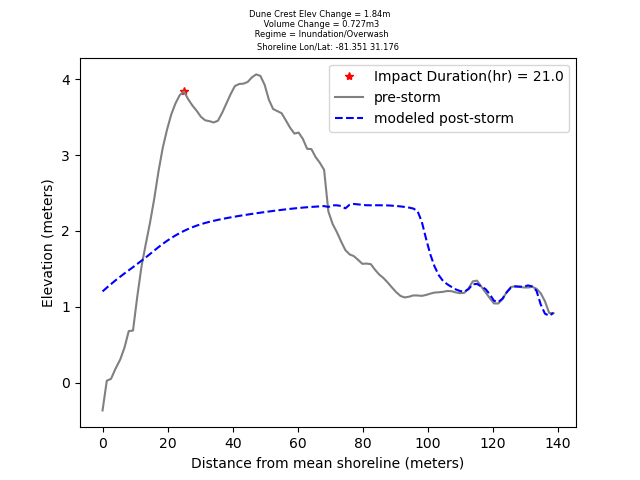 Dune Crest Elev Change = 1.84m
Volume Change = 0.727m3
Regime = Inundation/Overwash
Shoreline Lon/Lat: -81.351 31.176
Impact Duration(hr) = 21.0
pre-storm
modeled post-storm
Elevation (meters)
4
3
2
1
0
0 20 40 60 80 100 120 140
Distance from mean shoreline (meters)